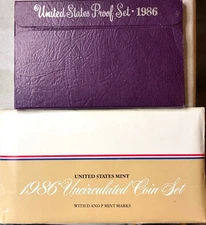 United States Proof Set · 1986
UNITED STATES MINT
1986 Uncirculated Coin Set
WITH D AND P MINT MARKS